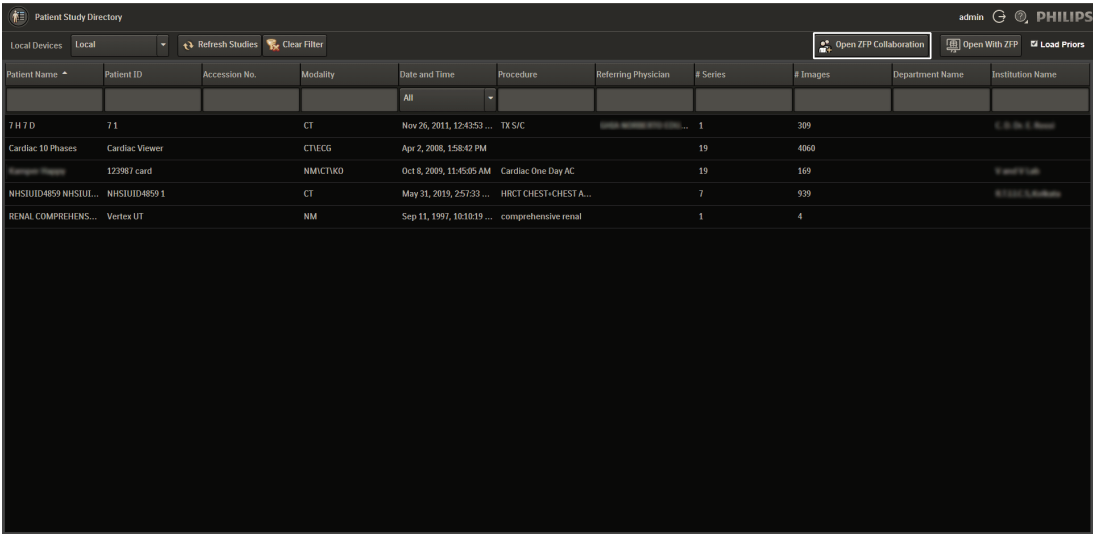 Patient Study Directory admin PHILIPS
Local Devices Local Refresh Studies Clear Filter Open ZFP Collaboration Open With ZFP Load Priors
Patient Name Patient ID Accession No. Modality Date and Time Procedure Referring Physician # Series # Images Department Name Institution Name
All
7 H 7 D 7 1 CT Nov 26, 2011, 12:43:53 ... TX S/C ... 1 309
Cardiac 10 Phases Cardiac Viewer CT\ECG Apr 2, 2008, 1:58:42 PM 19 4060
123987 card NM\CT\KO Oct 8, 2009, 11:45:05 AM Cardiac One Day AC 19 169
NHSIUID4859 NHSIUI... NHSIUID4859 1 CT May 31, 2019, 2:57:33 ... HRCT CHEST+CHEST A... 7 939
RENAL COMPREHENS... Vertex UT NM Sep 11, 1997, 10:10:19 ... comprehensive renal 1 4